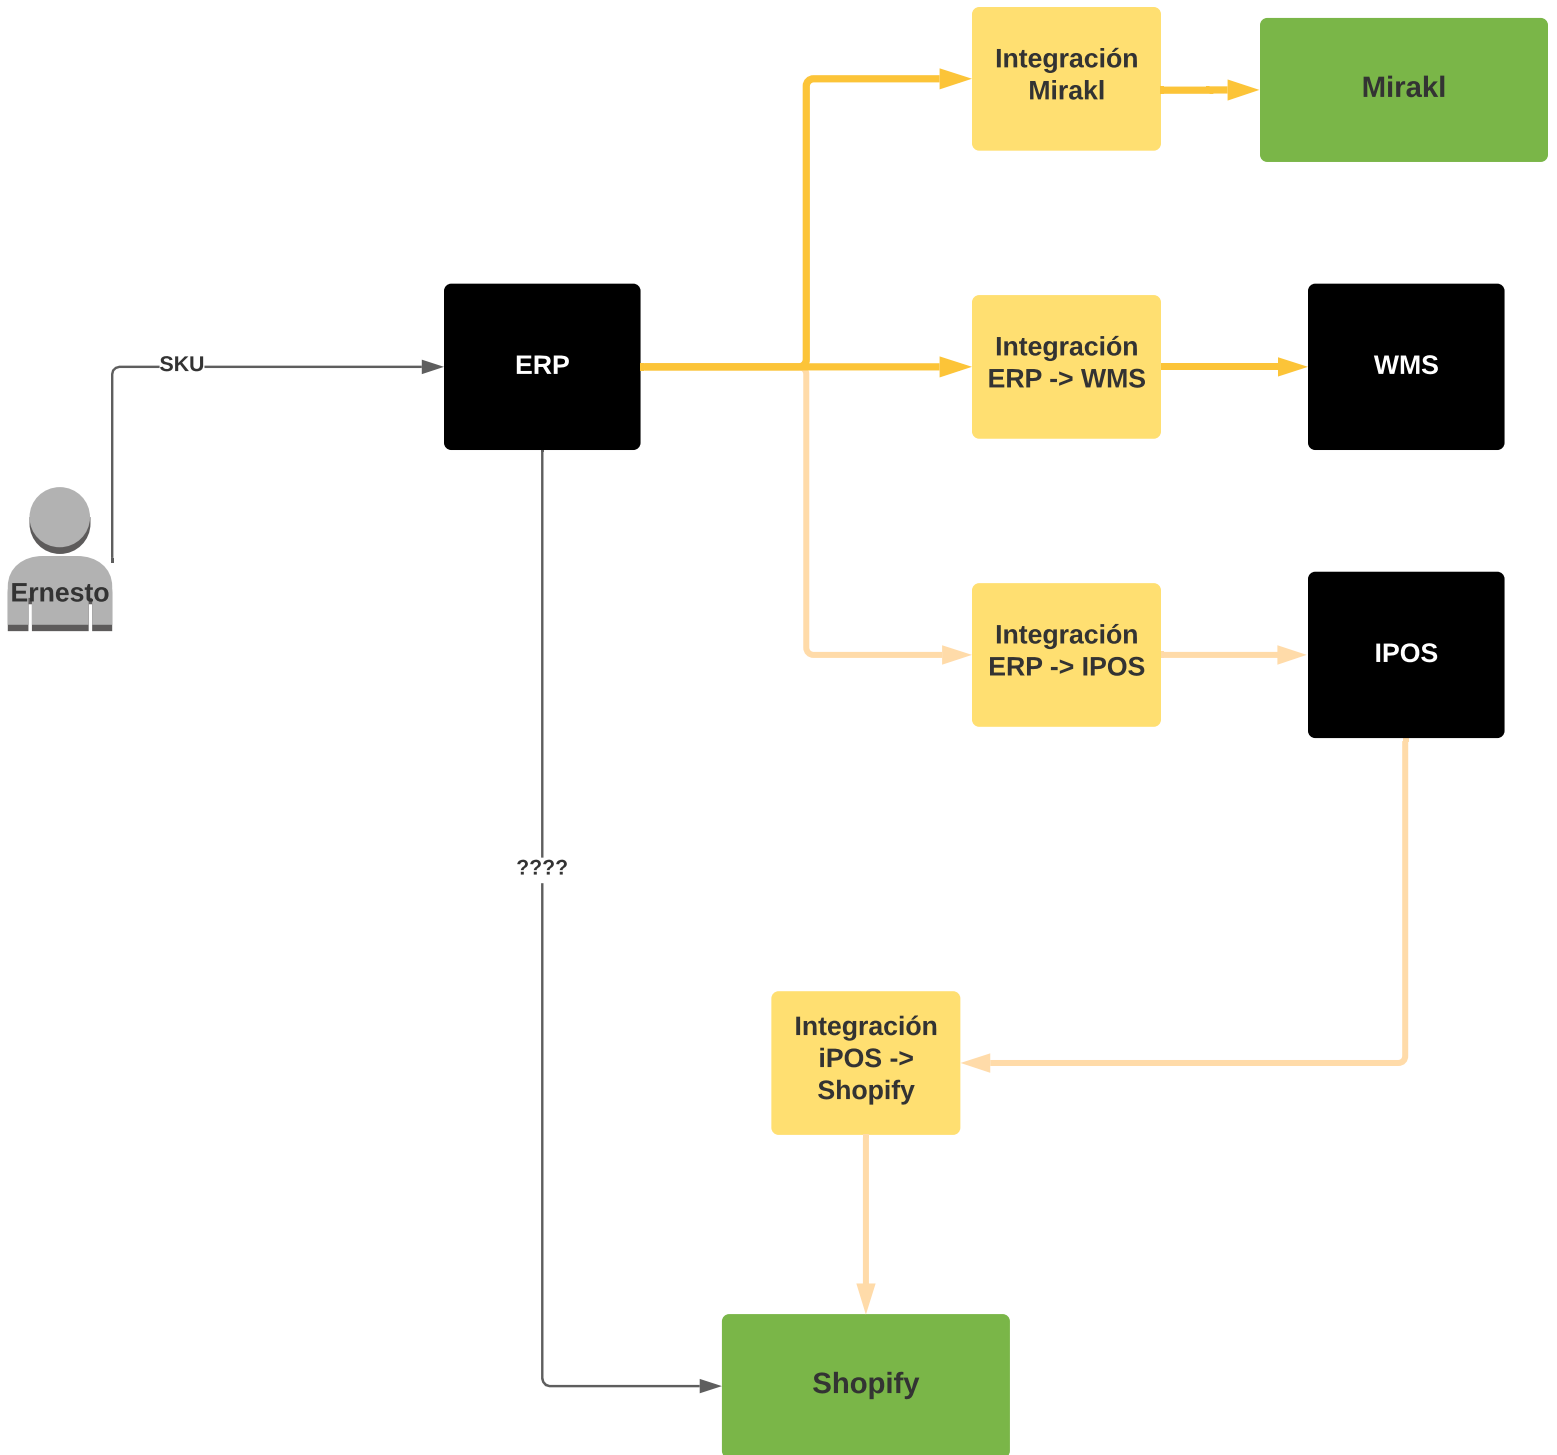 Integración
Mirakl
Mirakl
SKU
ERP
Integración
ERP -> WMS
WMS
Ernesto
Integración
ERP -> IPOS
IPOS
????
Integración
iPOS ->
Shopify
Shopify